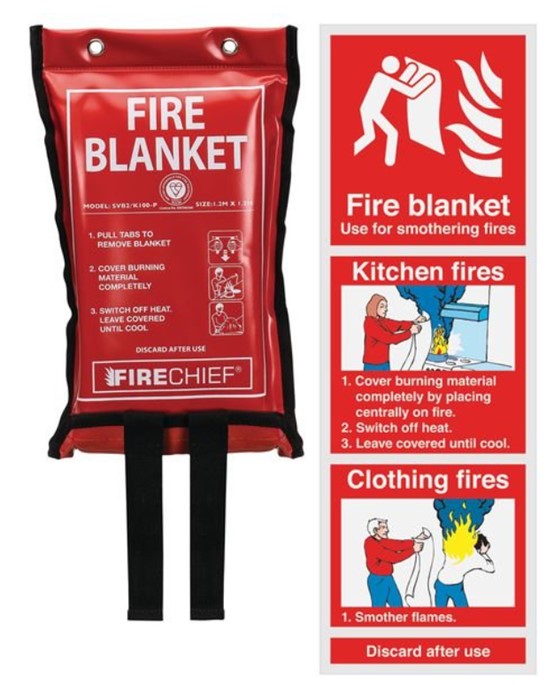 FIRE
BLANKET
MODEL: SVB2/K100-P SIZE:1.2M X
1. PULL TABS TO
REMOVE BLANKET
2. COVER BURNING
MATERIAL
COMPLETELY
3. SWITCH OFF HEAT.
LEAVE COVERED
UNTIL COOL
DISCARD AFTER USE
FIRECHIEF®
Fire blanket
Use for smothering fires
Kitchen fires
1. Cover burning material
completely by placing
centrally on fire.
2. Switch off heat.
3. Leave covered until cool.
Clothing fires
1. Smother flames.
Discard after use